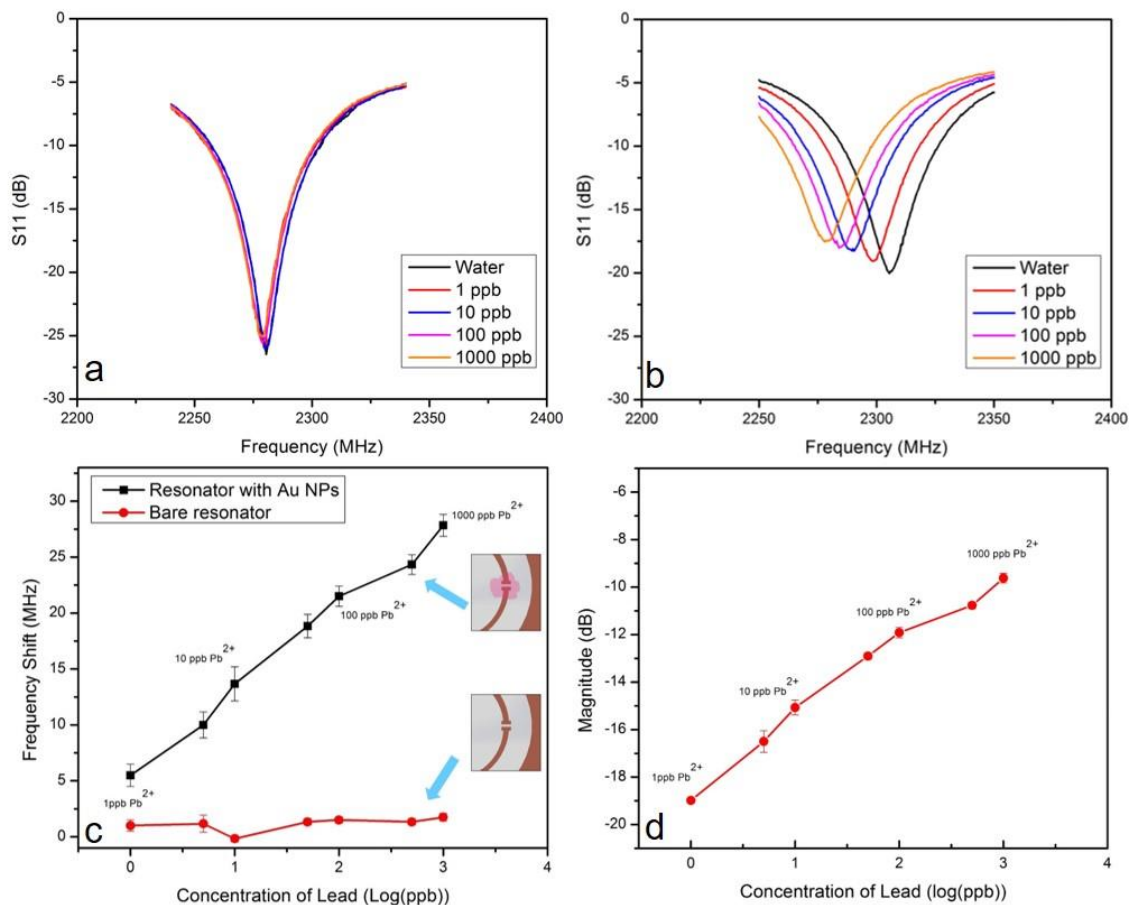 0
-5
-10
-15
-20
-25
-30
S11 (dB)
Water
1 ppb
10 ppb
100 ppb
1000 ppb
a
2200
2250
2300
2350
2400
Frequency (MHz)
0
-5
-10
-15
-20
-25
-30
S11 (dB)
Water
1 ppb
10 ppb
100 ppb
1000 ppb
b
2200
2250
2300
2350
2400
Frequency (MHz)
Resonator with Au NPs
Bare resonator
30
25
20
15
10
5
0
Frequency Shift (MHz)
1000 ppb Pb2+
100 ppb Pb2+
10 ppb Pb2+
1ppb Pb2+
c
0
1
2
3
4
Concentration of Lead (Log(ppb))
-6
-8
-10
-12
-14
-16
-18
-20
Magnitude (dB)
1000 ppb Pb2+
100 ppb Pb2+
10 ppb Pb2+
1ppb Pb2+
d
0
1
2
3
4
Concentration of Lead (log(ppb))